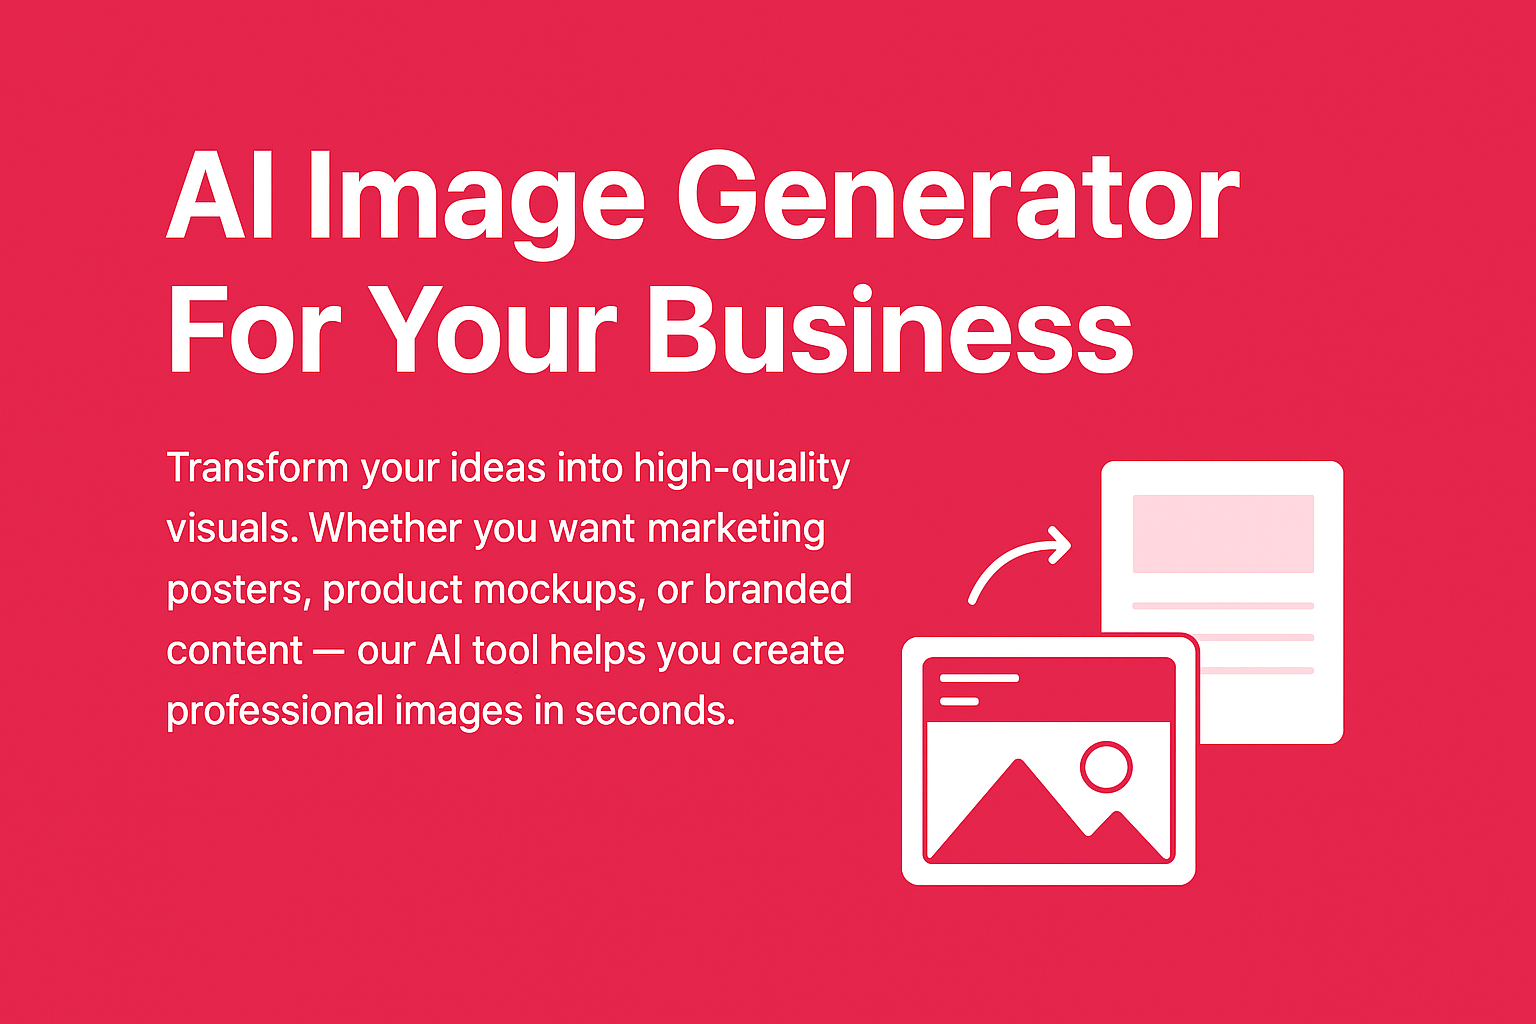 AI Image Generator
For Your Business
Transform your ideas into high-quality
visuals. Whether you want marketing
posters, product mockups, or branded
content — our AI tool helps you create
professional images in seconds.